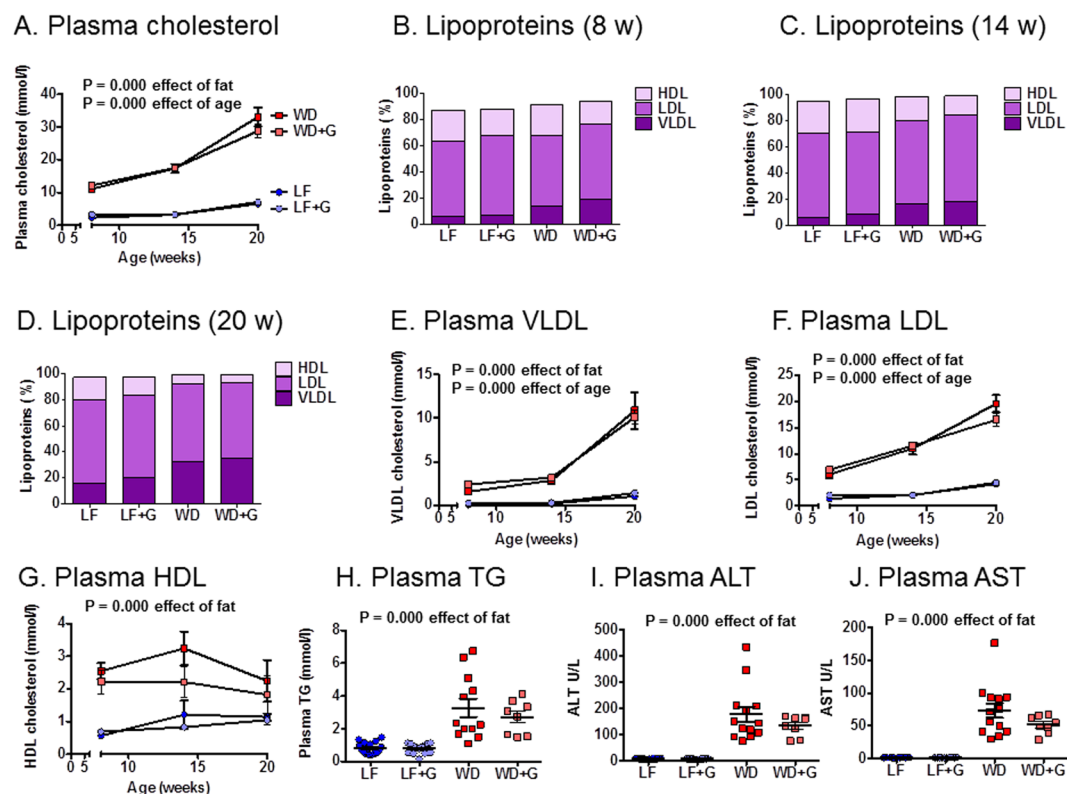 A. Plasma cholesterol
Plasma cholesterol (mmol/l)
P = 0.000 effect of fat
P = 0.000 effect of age
40
30
20
10
0
WD
WD+G
LF
LF+G
0 5 10 15 20
Age (weeks)
B. Lipoproteins (8 w)
Lipoproteins (%)
100
80
60
40
20
0
HDL
LDL
VLDL
LF LF+G WD WD+G
C. Lipoproteins (14 w)
Lipoproteins (%)
100
80
60
40
20
0
HDL
LDL
VLDL
LF LF+G WD WD+G
D. Lipoproteins (20 w)
Lipoproteins (%)
100
80
60
40
20
0
HDL
LDL
VLDL
LF LF+G WD WD+G
E. Plasma VLDL
VLDL cholesterol (mmol/l)
P = 0.000 effect of fat
P = 0.000 effect of age
15
10
5
0
0 5 10 15 20
Age (weeks)
F. Plasma LDL
LDL cholesterol (mmol/l)
P = 0.000 effect of fat
P = 0.000 effect of age
25
20
15
10
5
0
0 5 10 15 20
Age (weeks)
G. Plasma HDL
HDL cholesterol (mmol/l)
P = 0.000 effect of fat
4
3
2
1
0
0 5 10 15 20
Age (weeks)
H. Plasma TG
Plasma TG (mmol/l)
P = 0.000 effect of fat
8
6
4
2
0
LF LF+G WD WD+G
I. Plasma ALT
ALT U/L
P = 0.000 effect of fat
500
400
300
200
100
0
LF LF+G WD WD+G
J. Plasma AST
AST U/L
P = 0.000 effect of fat
200
150
100
50
0
LF LF+G WD WD+G